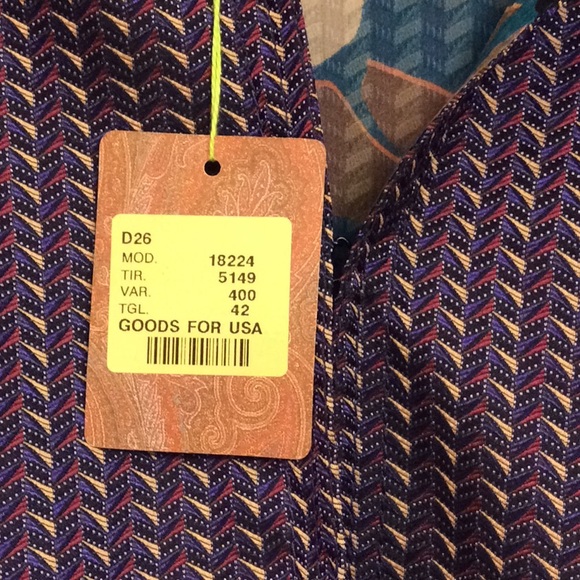 D26
MOD. 18224
TIR. 5149
VAR. 400
TGL. 42
GOODS FOR USA